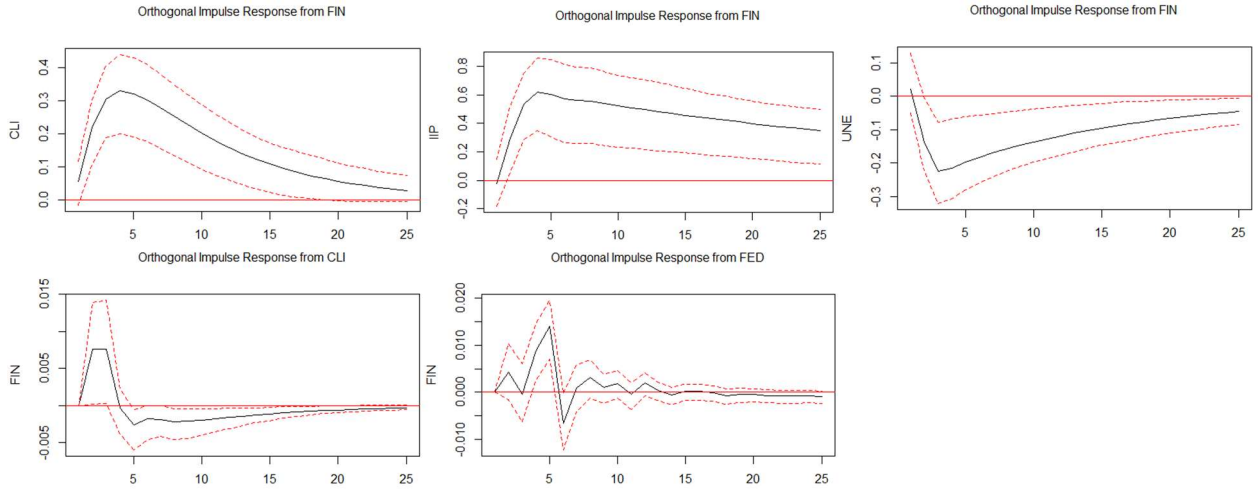 Orthogonal Impulse Response from FIN
CLI
0.4
0.3
0.2
0.1
0.0
5 10 15 20 25
Orthogonal Impulse Response from FIN
IIP
0.8
0.6
0.4
0.2
0.0
-0.2
5 10 15 20 25
Orthogonal Impulse Response from FIN
UNE
0.1
0.0
-0.1
-0.2
-0.3
5 10 15 20 25
Orthogonal Impulse Response from CLI
FIN
0.015
0.005
-0.005
5 10 15 20 25
Orthogonal Impulse Response from FED
FIN
0.020
0.010
0.000
-0.010
5 10 15 20 25